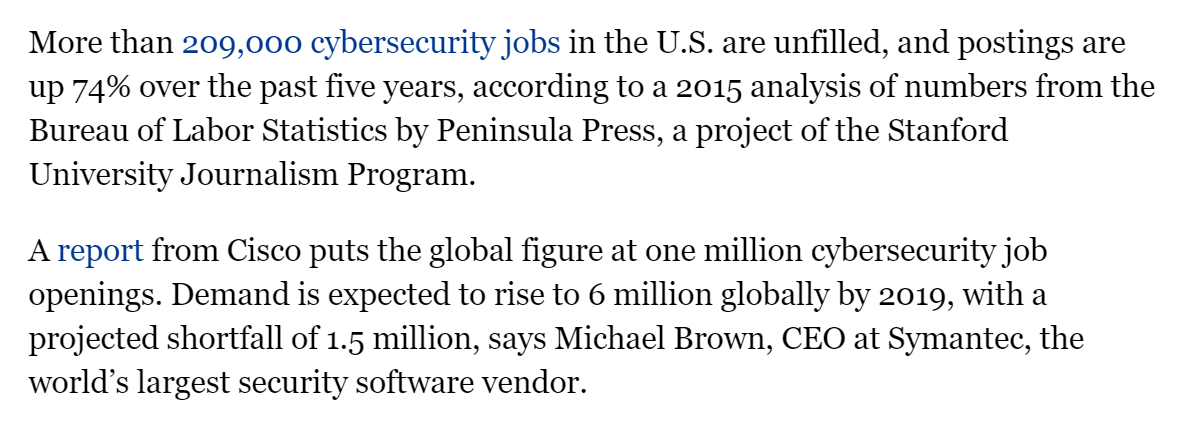 More than 209,000 cybersecurity jobs in the U.S. are unfilled, and postings are
up 74% over the past five years, according to a 2015 analysis of numbers from the
Bureau of Labor Statistics by Peninsula Press, a project of the Stanford
University Journalism Program.
A report from Cisco puts the global figure at one million cybersecurity job
openings. Demand is expected to rise to 6 million globally by 2019, with a
projected shortfall of 1.5 million, says Michael Brown, CEO at Symantec, the
world’s largest security software vendor.